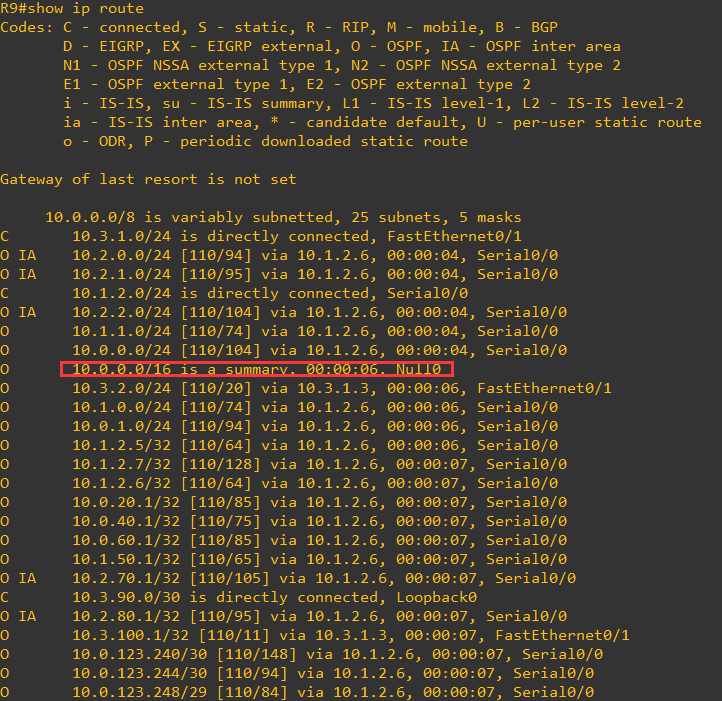 R9#show ip route
Codes: C - connected, S - static, R - RIP, M - mobile, B - BGP
       D - EIGRP, EX - EIGRP external, O - OSPF, IA - OSPF inter area
       N1 - OSPF NSSA external type 1, N2 - OSPF NSSA external type 2
       E1 - OSPF external type 1, E2 - OSPF external type 2
       i - IS-IS, su - IS-IS summary, L1 - IS-IS level-1, L2 - IS-IS level-2
       ia - IS-IS inter area, * - candidate default, U - per-user static route
       o - ODR, P - periodic downloaded static route
Gateway of last resort is not set
     10.0.0.0/8 is variably subnetted, 25 subnets, 5 masks
C       10.3.1.0/24 is directly connected, FastEthernet0/1
O IA    10.2.0.0/24 [110/94] via 10.1.2.6, 00:00:04, Serial0/0
O IA    10.2.1.0/24 [110/95] via 10.1.2.6, 00:00:04, Serial0/0
C       10.1.2.0/24 is directly connected, Serial0/0
O IA    10.2.2.0/24 [110/104] via 10.1.2.6, 00:00:04, Serial0/0
O       10.1.1.0/24 [110/74] via 10.1.2.6, 00:00:04, Serial0/0
O       10.0.0.0/24 [110/104] via 10.1.2.6, 00:00:04, Serial0/0
O       10.0.0.0/16 is a summary, 00:00:06, Null0
O       10.3.2.0/24 [110/20] via 10.3.1.3, 00:00:06, FastEthernet0/1
O       10.1.0.0/24 [110/74] via 10.1.2.6, 00:00:06, Serial0/0
O       10.0.1.0/24 [110/94] via 10.1.2.6, 00:00:06, Serial0/0
O       10.1.2.5/32 [110/64] via 10.1.2.6, 00:00:06, Serial0/0
O       10.1.2.7/32 [110/128] via 10.1.2.6, 00:00:07, Serial0/0
O       10.1.2.6/32 [110/64] via 10.1.2.6, 00:00:07, Serial0/0
O       10.0.20.1/32 [110/85] via 10.1.2.6, 00:00:07, Serial0/0
O       10.0.40.1/32 [110/75] via 10.1.2.6, 00:00:07, Serial0/0
O       10.0.60.1/32 [110/85] via 10.1.2.6, 00:00:07, Serial0/0
O       10.1.50.1/32 [110/65] via 10.1.2.6, 00:00:07, Serial0/0
O IA    10.2.70.1/32 [110/105] via 10.1.2.6, 00:00:07, Serial0/0
C       10.3.90.0/30 is directly connected, Loopback0
O IA    10.2.80.1/32 [110/95] via 10.1.2.6, 00:00:07, Serial0/0
O       10.3.100.1/32 [110/11] via 10.3.1.3, 00:00:07, FastEthernet0/1
O       10.0.123.240/30 [110/148] via 10.1.2.6, 00:00:07, Serial0/0
O       10.0.123.244/30 [110/94] via 10.1.2.6, 00:00:07, Serial0/0
O       10.0.123.248/29 [110/84] via 10.1.2.6, 00:00:07, Serial0/0